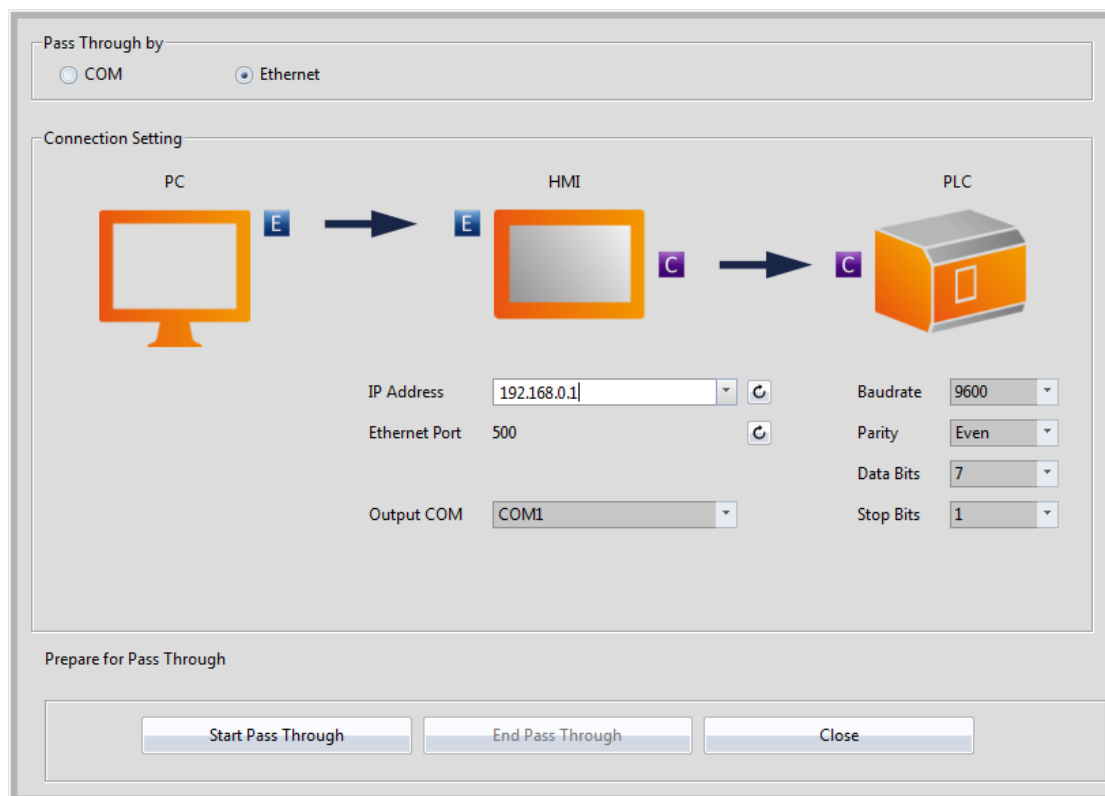 Pass Through by
COM Ethernet
Connection Setting
PC HMI PLC
E E
C C
IP Address 192.168.0.1 Baudrate 9600
Ethernet Port 500 Parity Even
Data Bits 7
Output COM COM1 Stop Bits 1
Prepare for Pass Through
Start Pass Through End Pass Through Close